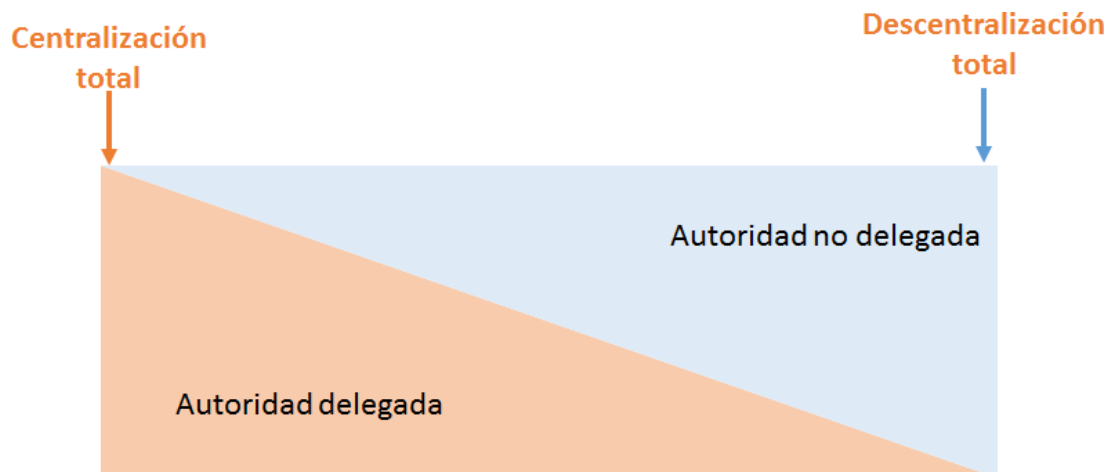 Centralización
total
Descentralización
total
Autoridad no delegada
Autoridad delegada